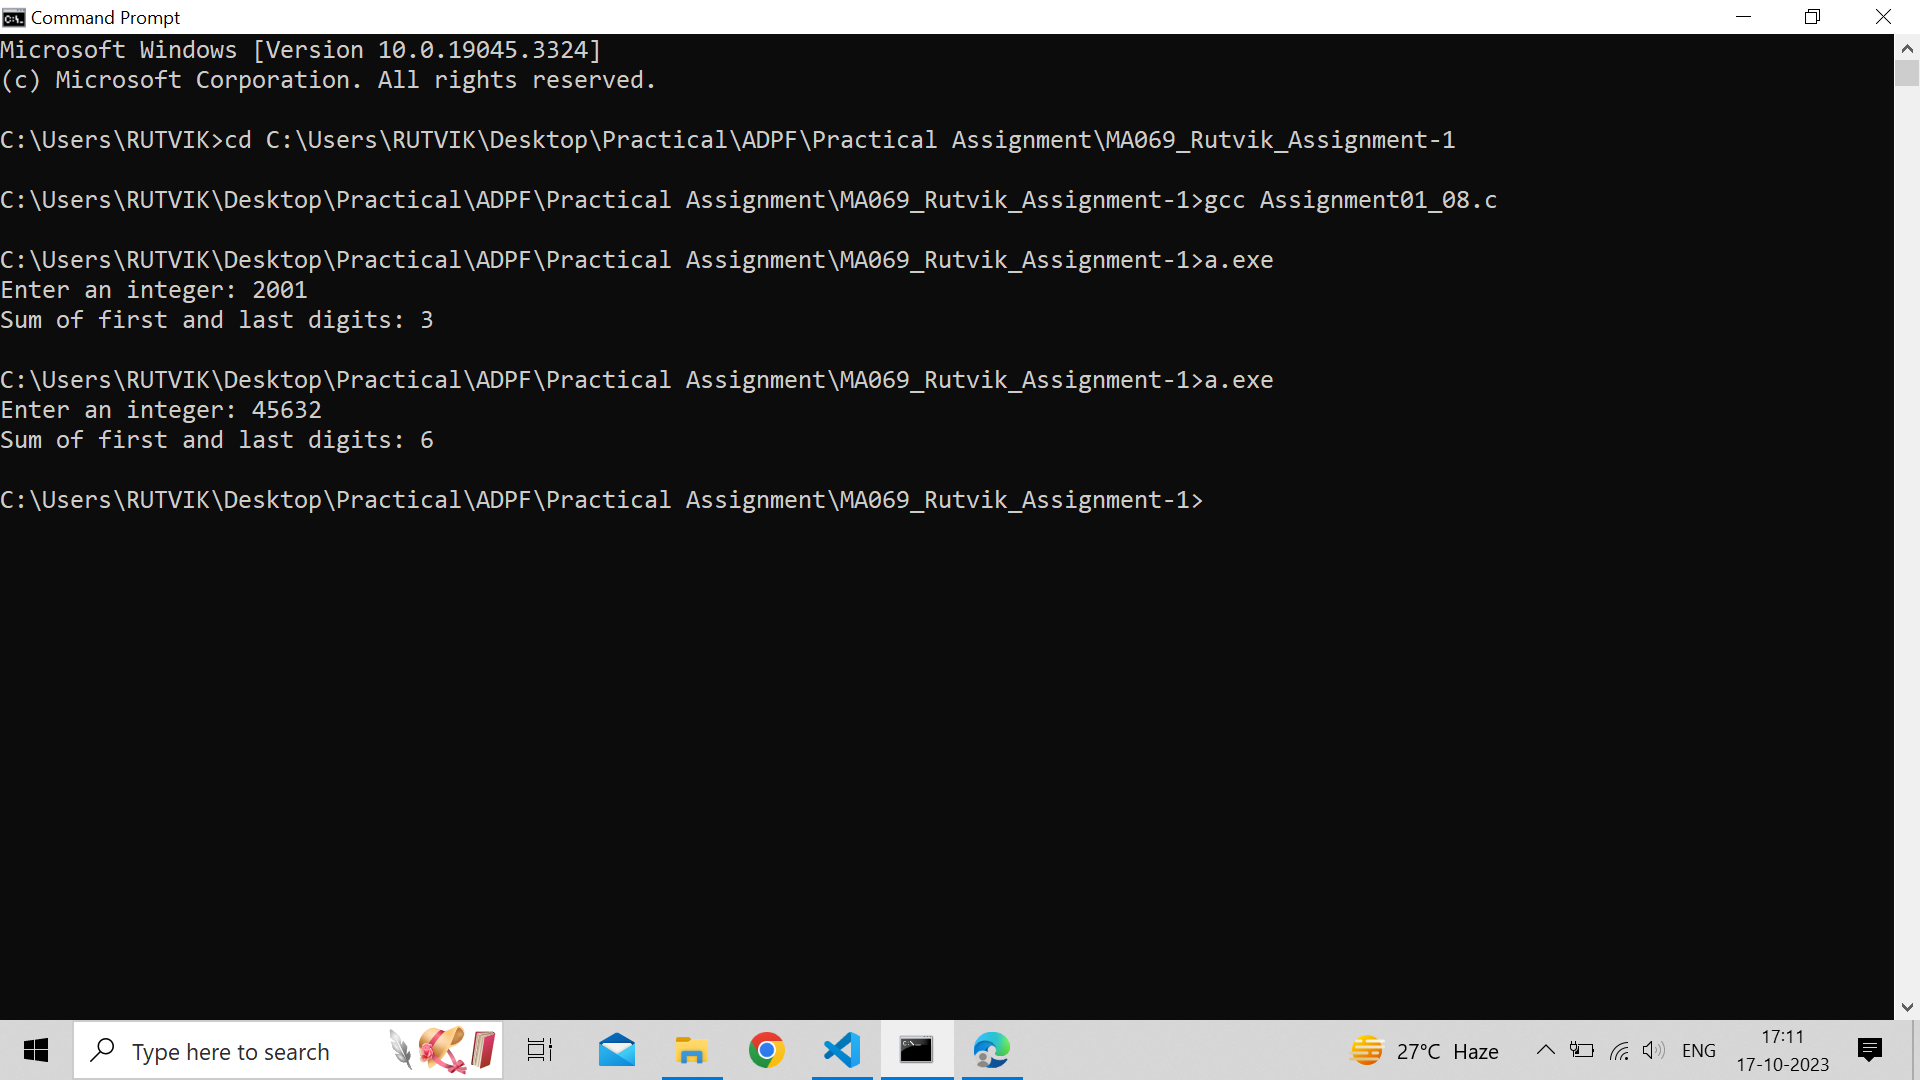 Command Prompt
Microsoft Windows [Version 10.0.19045.3324]
(c) Microsoft Corporation. All rights reserved.
C:\Users\RUTVIK>cd C:\Users\RUTVIK\Desktop\Practical\ADPF\Practical Assignment\MA069_Rutvik_Assignment-1
C:\Users\RUTVIK\Desktop\Practical\ADPF\Practical Assignment\MA069_Rutvik_Assignment-1>gcc Assignment01_08.c
C:\Users\RUTVIK\Desktop\Practical\ADPF\Practical Assignment\MA069_Rutvik_Assignment-1>a.exe
Enter an integer: 2001
Sum of first and last digits: 3
C:\Users\RUTVIK\Desktop\Practical\ADPF\Practical Assignment\MA069_Rutvik_Assignment-1>a.exe
Enter an integer: 45632
Sum of first and last digits: 6
C:\Users\RUTVIK\Desktop\Practical\ADPF\Practical Assignment\MA069_Rutvik_Assignment-1>
Type here to search
27°C Haze
ENG
17:11
17-10-2023